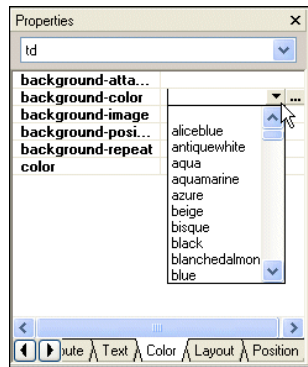 Properties
td
background-atta...
background-color ...
background-image
background-posi...
background-repeat
color
aliceblue
antiquewhite
aqua
aquamarine
azure
beige
bisque
black
blanchedalmon
blue
oute Text Color Layout Position